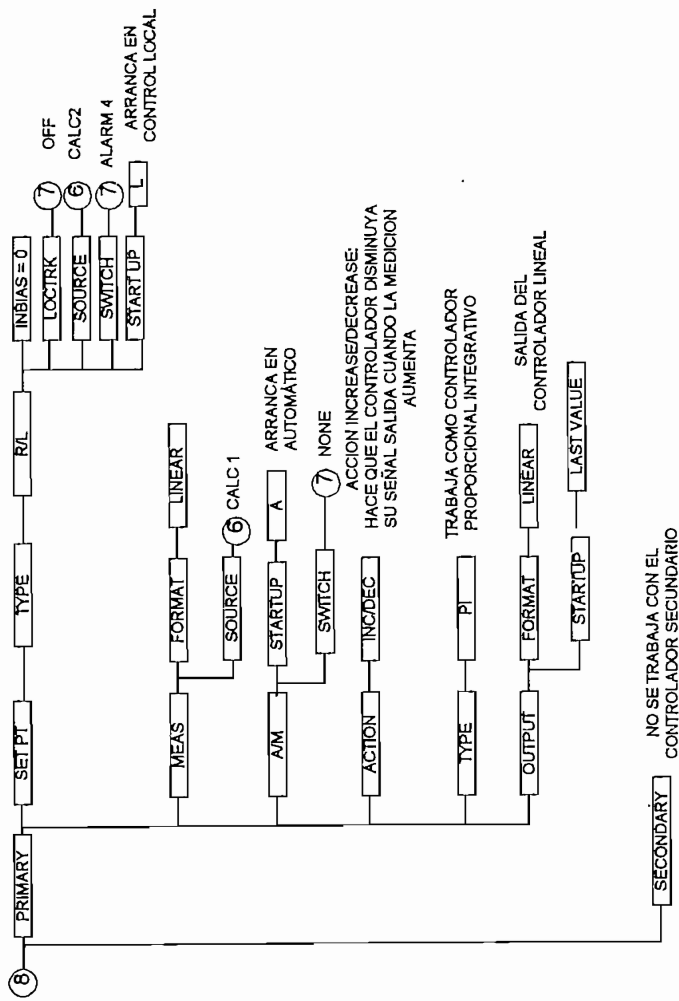 8
PRIMARY
SET PT
TYPE
R/L
INBIAS = 0
LOCTRK
7
OFF
SOURCE
6
CALC2
SWITCH
7
ALARM 4
START UP
L
ARRANCA EN
CONTROL LOCAL
MEAS
FORMAT
LINEAR
SOURCE
6
CALC 1
A/M
STARTUP
A
ARRANCA EN
AUTOMÁTICO
SWITCH
7
NONE
ACTION
INC/DEC
ACCION INCREASE/DECREASE:
HACE QUE EL CONTROLADOR DISMINUYA
SU SEÑAL SALIDA CUANDO LA MEDICION
AUMENTA
TYPE
PI
TRABAJA COMO CONTROLADOR
PROPORCIONAL INTEGRATIVO
OUTPUT
FORMAT
LINEAR
SALIDA DEL
CONTROLADOR LINEAL
STARTUP
LAST VALUE
SECONDARY
NO SE TRABAJA CON EL
CONTROLADOR SECUNDARIO